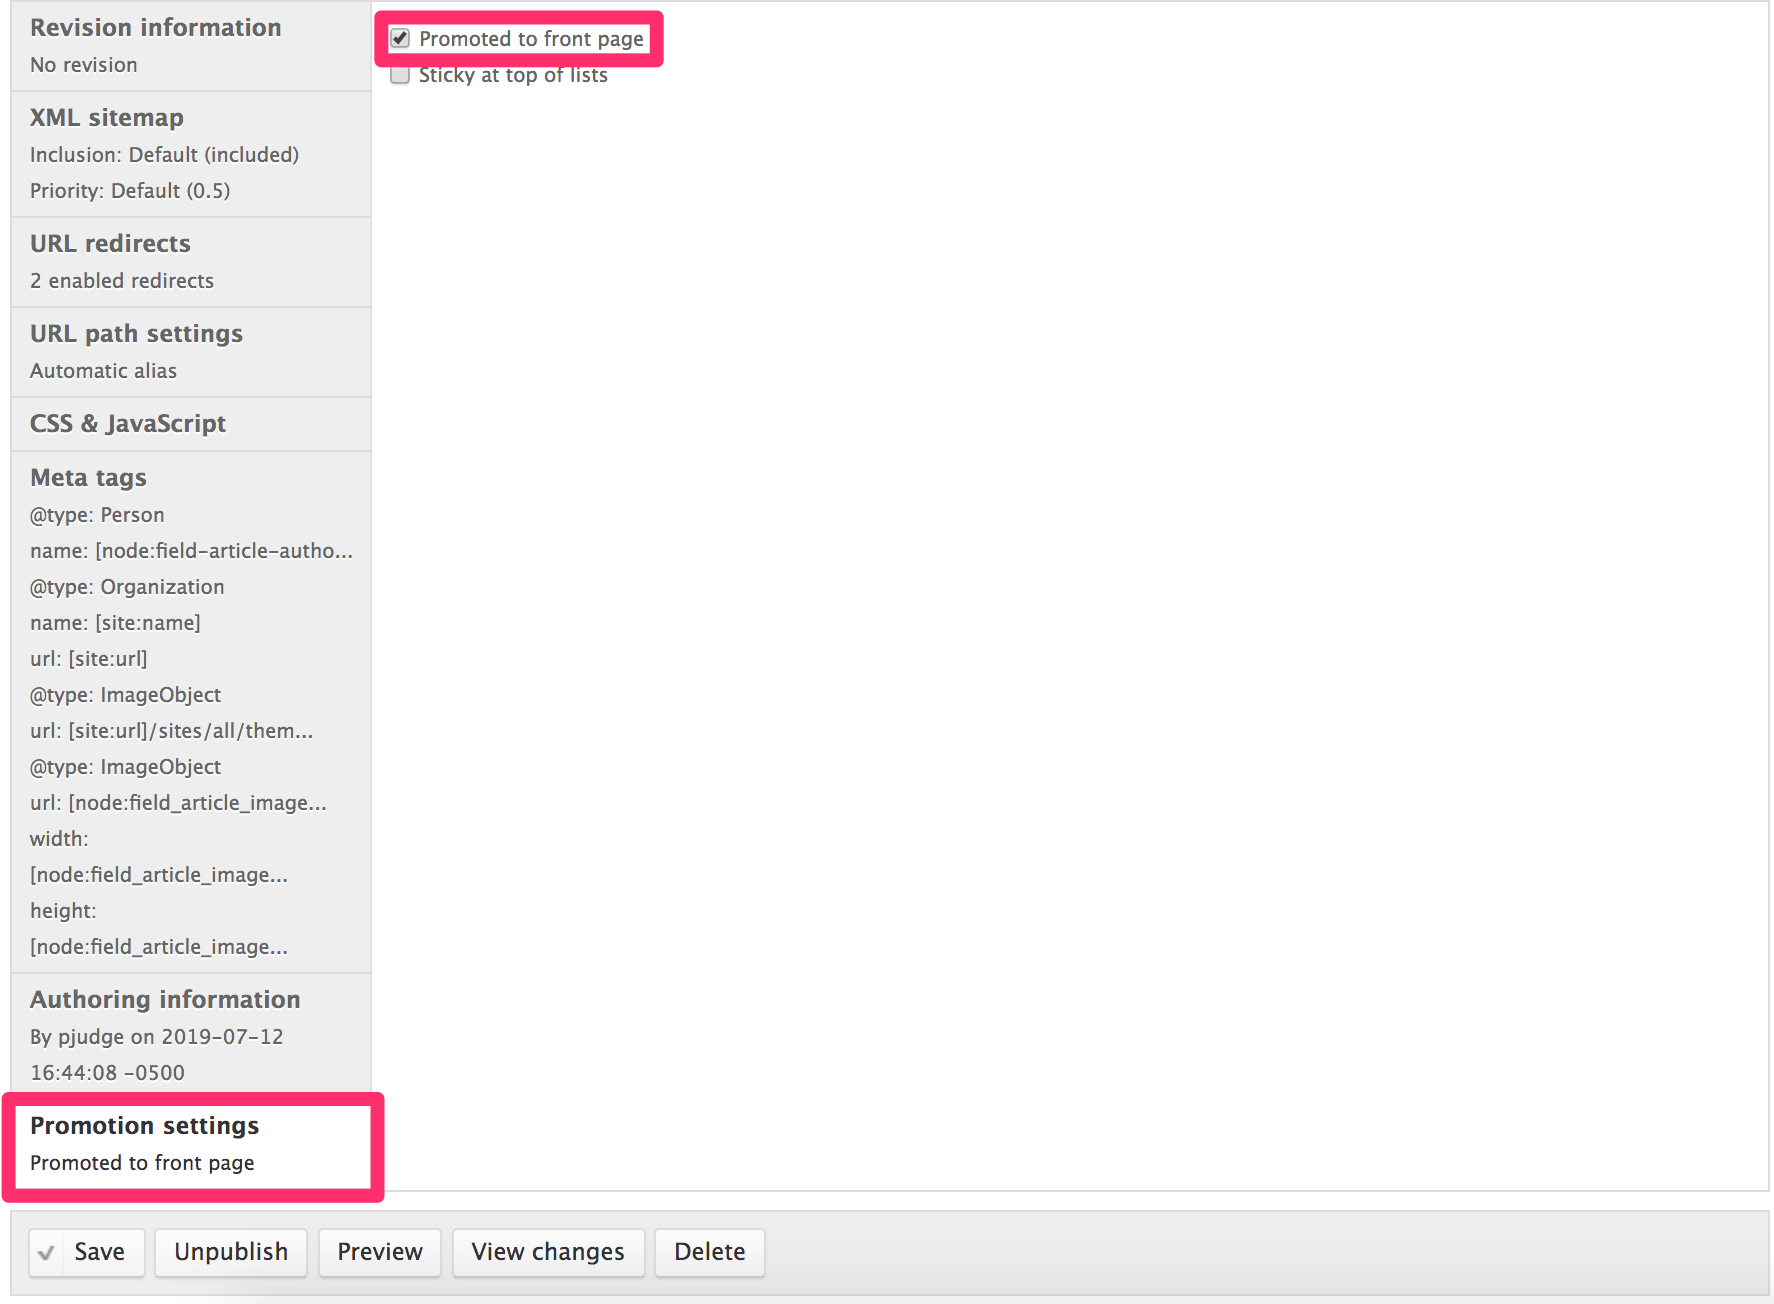 Revision information
No revision
XML sitemap
Inclusion: Default (included)
Priority: Default (0.5)
URL redirects
2 enabled redirects
URL path settings
Automatic alias
CSS & JavaScript
Meta tags
@type: Person
name: [node:field-article-autho...
@type: Organization
name: [site:name]
url: [site:url]
@type: ImageObject
url: [site:url]/sites/all/them...
@type: ImageObject
url: [node:field_article_image...
width:
[node:field_article_image...
height:
[node:field_article_image...
Authoring information
By pjudge on 2019-07-12
16:44:08 -0500
Promotion settings
Promoted to front page
Promoted to front page
Sticky at top of lists
Save Unpublish Preview View changes Delete